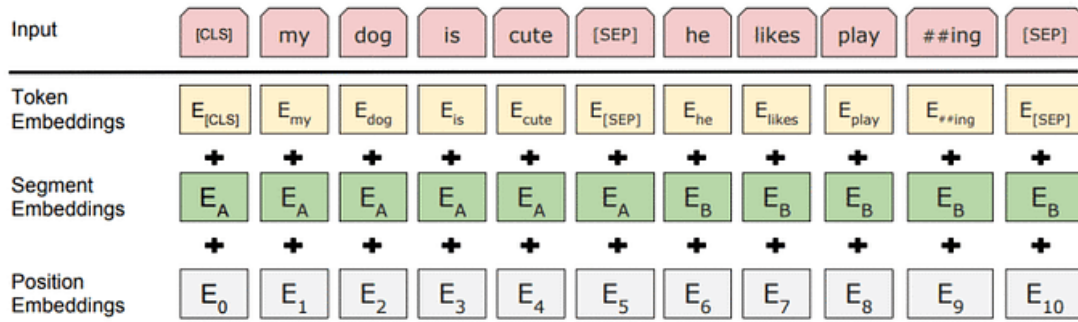 Input [CLS] my dog is cute [SEP] he likes play ##ing [SEP]
Token Embeddings E[CLS] Emy Edog Eis Ecute E[SEP] Ehe Elikes Eplay E##ing E[SEP]
+ + + + + + + + + + +
Segment Embeddings EA EA EA EA EA EA EB EB EB EB EB
+ + + + + + + + + + +
Position Embeddings E0 E1 E2 E3 E4 E5 E6 E7 E8 E9 E10